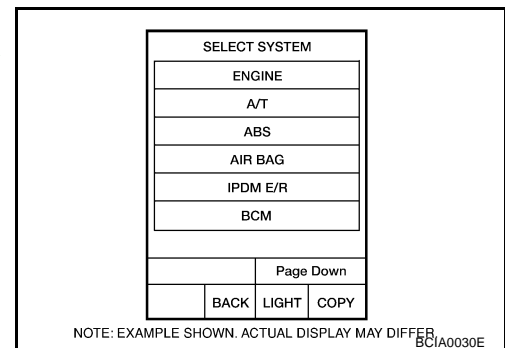 SELECT SYSTEM
ENGINE
A/T
ABS
AIR BAG
IPDM E/R
BCM
Page Down
BACK LIGHT COPY
NOTE: EXAMPLE SHOWN. ACTUAL DISPLAY MAY DIFFER.
BCIA0030E